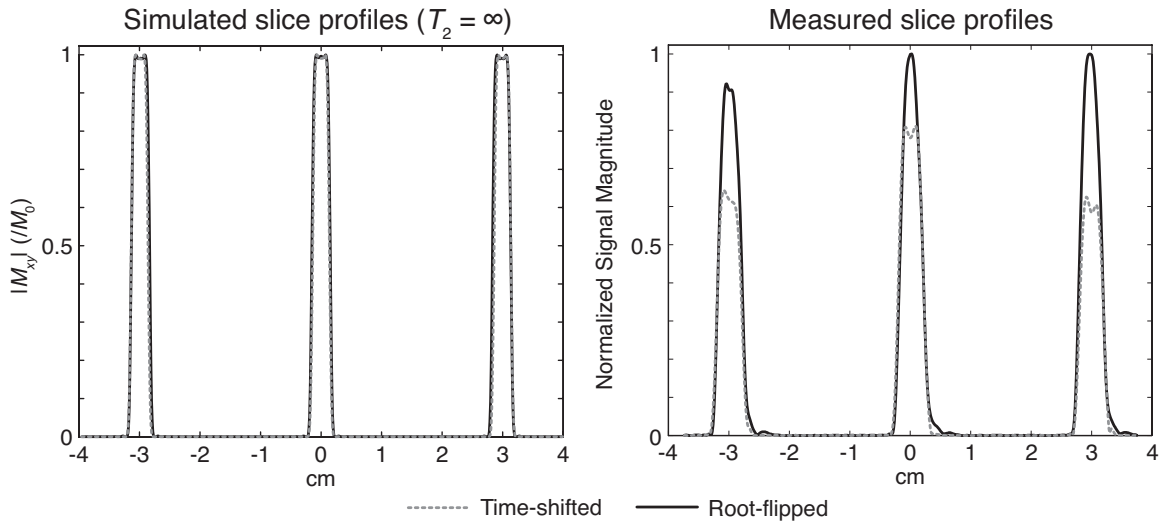 Simulated slice profiles (T₂ = ∞)
1
0.5
0
|Mxy| (/M₀)
-4 -3 -2 -1 0 1 2 3 4
cm
Measured slice profiles
1
0.5
0
Normalized Signal Magnitude
-4 -3 -2 -1 0 1 2 3 4
cm
Time-shifted Root-flipped